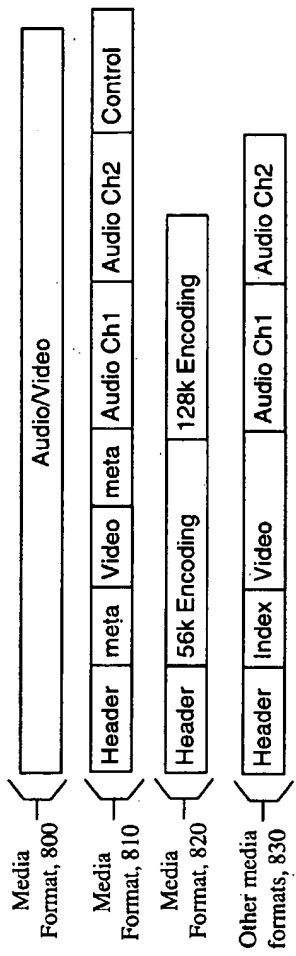 Media
Format, 800
Audio/Video
Media
Format, 810
Header meta Video meta Audio Ch1 Audio Ch2 Control
Media
Format, 820
Header 56k Encoding 128k Encoding
Other media
formats, 830
Header Index Video Audio Ch1 Audio Ch2